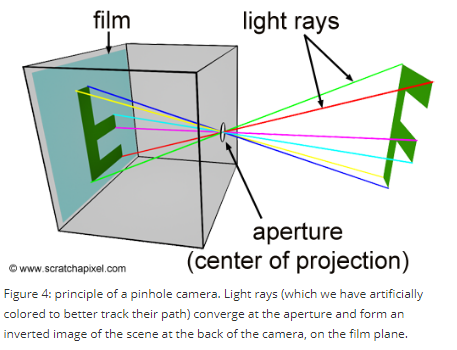 film
light rays
aperture
(center of projection)
© www.scratchapixel.com
Figure 4: principle of a pinhole camera. Light rays (which we have artificially
colored to better track their path) converge at the aperture and form an
inverted image of the scene at the back of the camera, on the film plane.